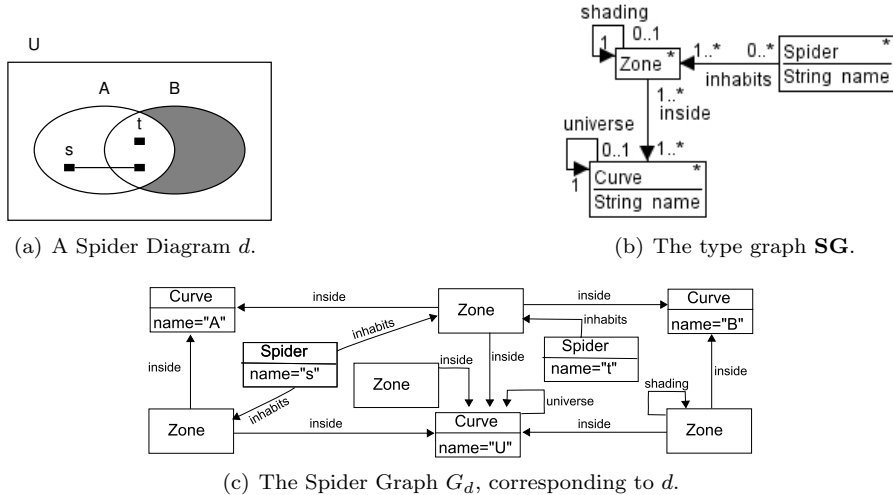 U
A B
t
s
(a) A Spider Diagram d.
shading
1 0..1
Zone *
1..* 0..*
inhabits
Spider *
String name
1..*
inside
universe
0..1 1..*
1
Curve *
String name
(b) The type graph SG.
Curve
name="A"
inside
Zone
inside
Curve
name="B"
inhabits
inhabits
Spider
name="s"
Spider
name="t"
inside
inside
inside
Zone
inside
shading
inhabits
universe
Zone
inside
Curve
name="U"
inside
Zone
(c) The Spider Graph Gd, corresponding to d.